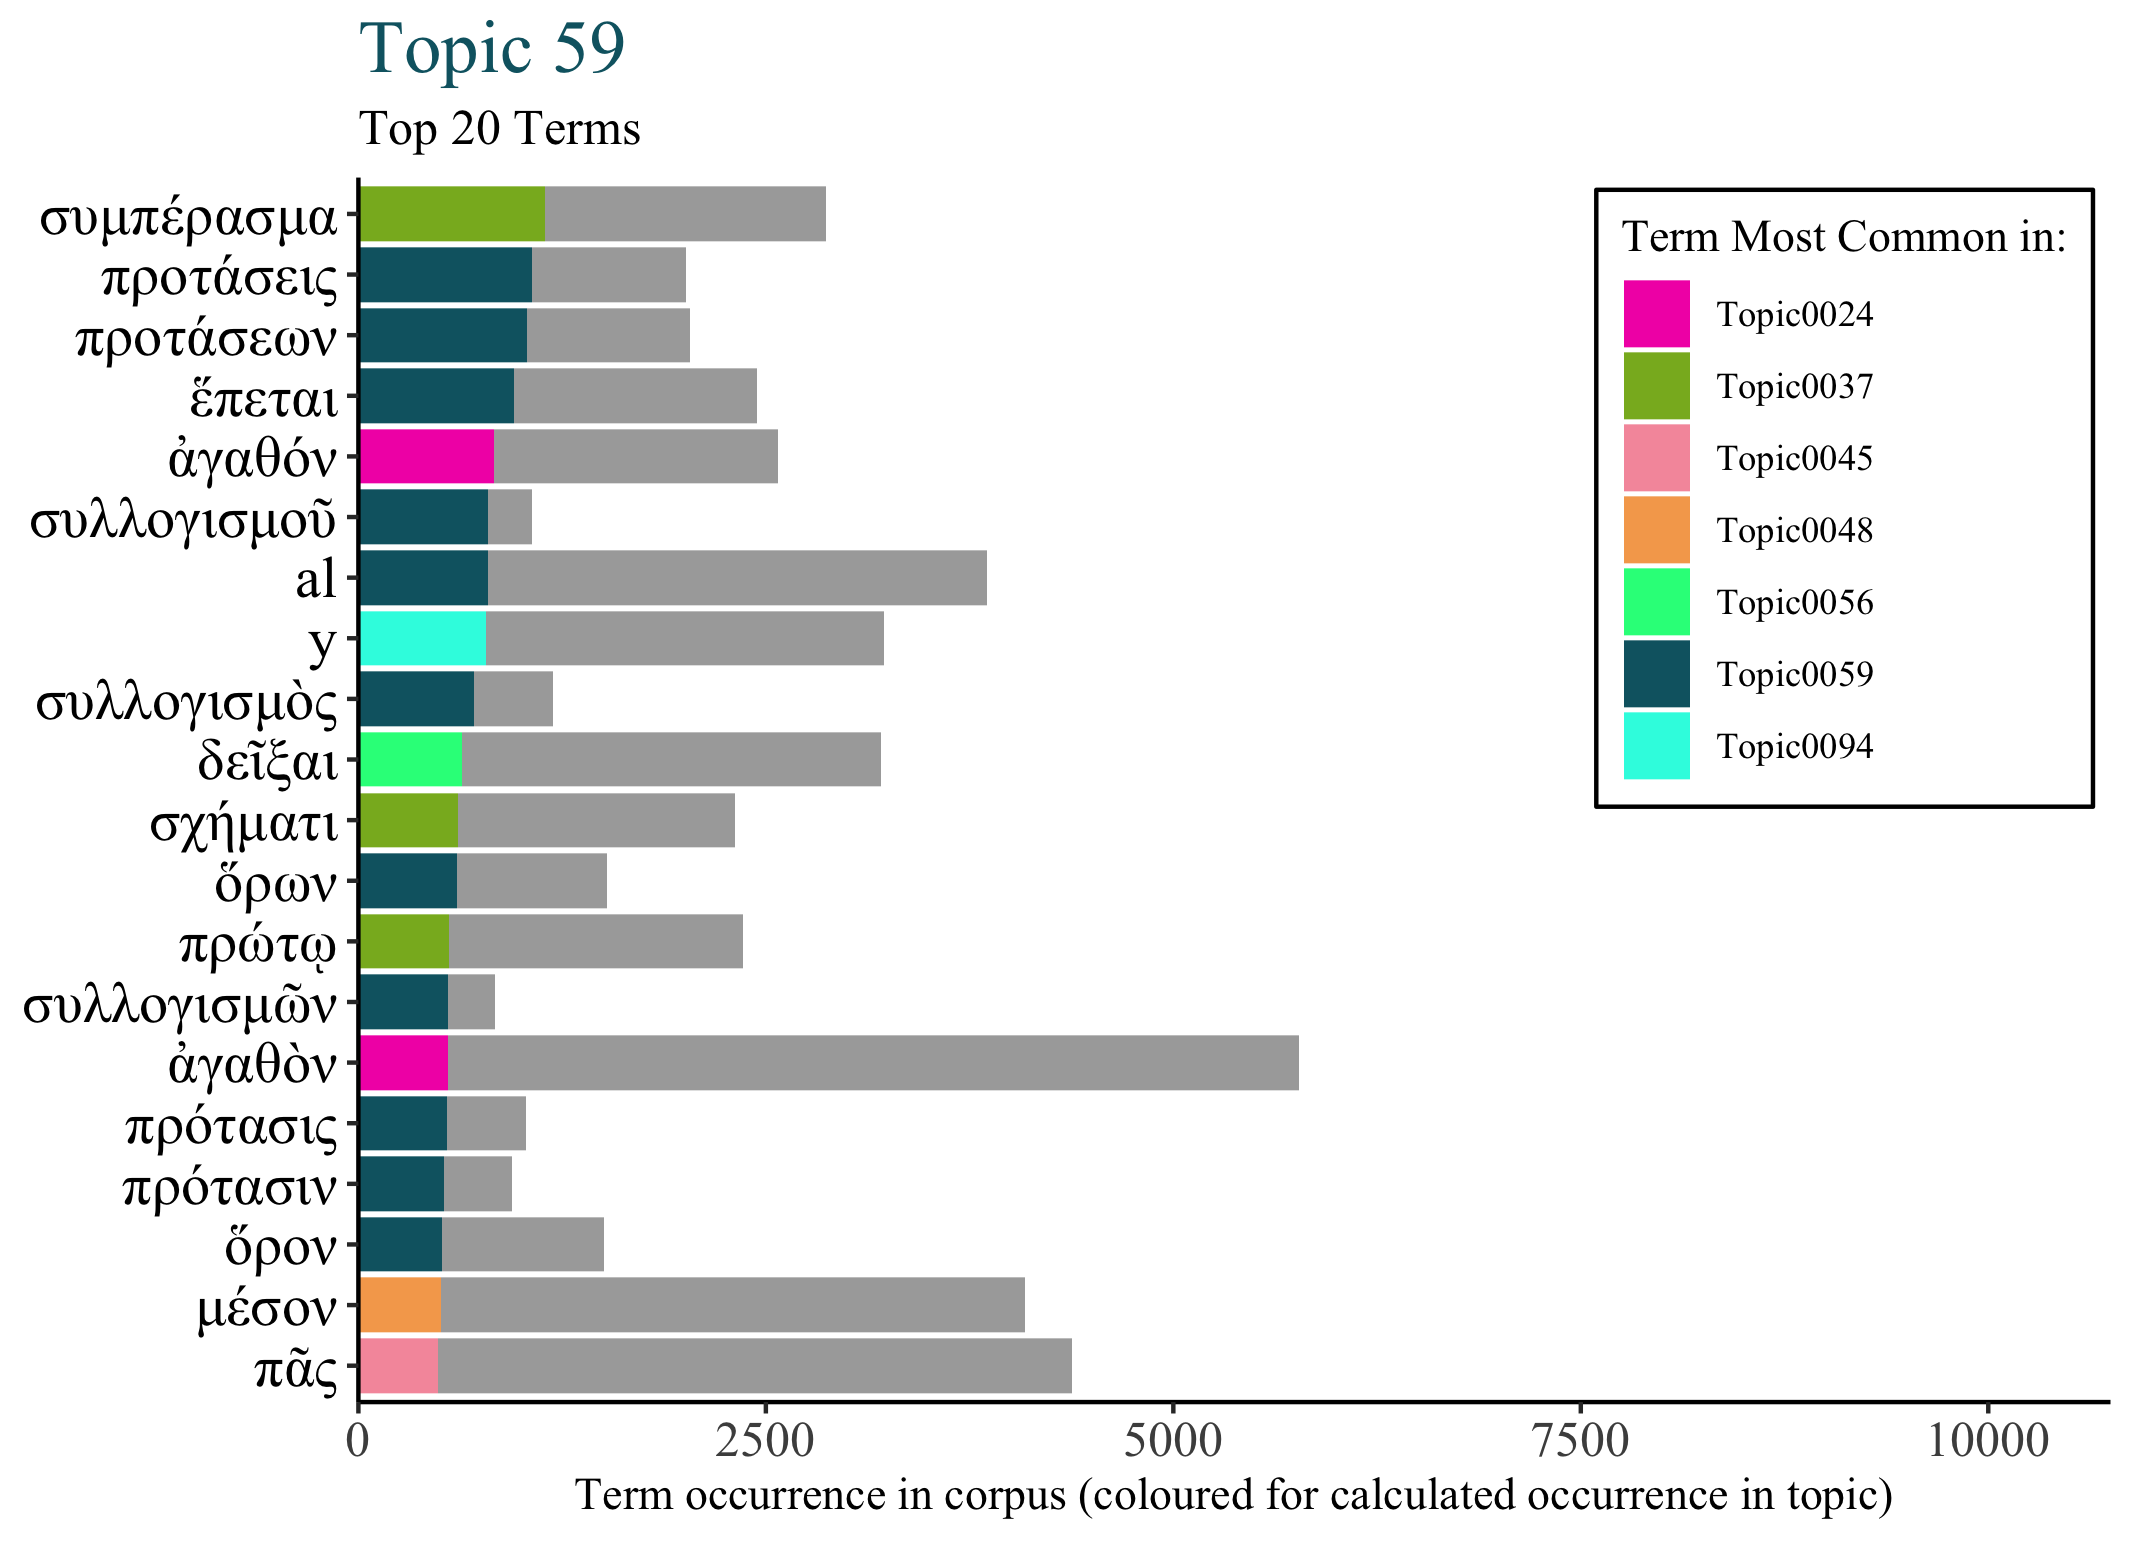 Topic 59
Top 20 Terms
συμπέρασμα
προτάσεις
προτάσεων
ἕπεται
ἀγαθόν
συλλογισμοῦ
al
y
συλλογισμὸς
δεῖξαι
σχήματι
ὅρων
πρώτῳ
συλλογισμῶν
ἀγαθὸν
πρότασις
πρότασιν
ὅρον
μέσον
πᾶς
0 2500 5000 7500 10000
Term occurrence in corpus (coloured for calculated occurrence in topic)
Term Most Common in:
Topic0024
Topic0037
Topic0045
Topic0048
Topic0056
Topic0059
Topic0094